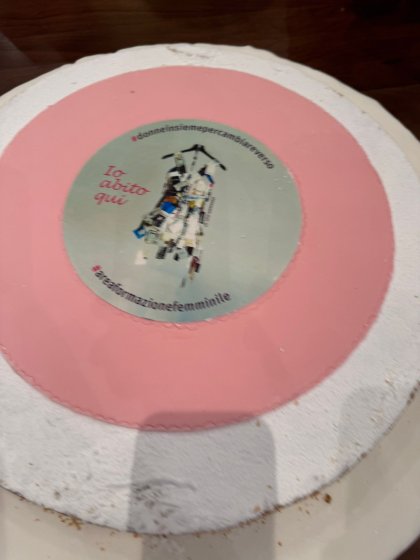 #donneinsiemepercambiareverso
Io
abito
qui
#areaformazionefemminile